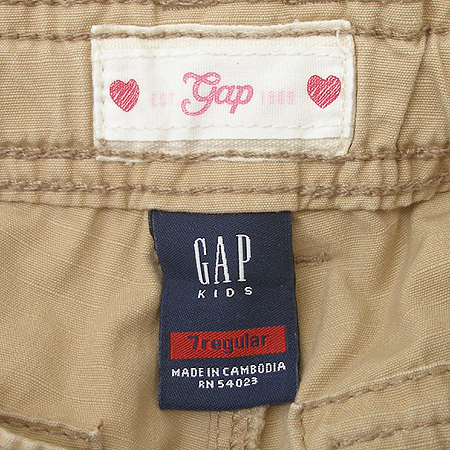 EST. Gap 1969
GAP
KIDS
7regular
MADE IN CAMBODIA
RN 54023